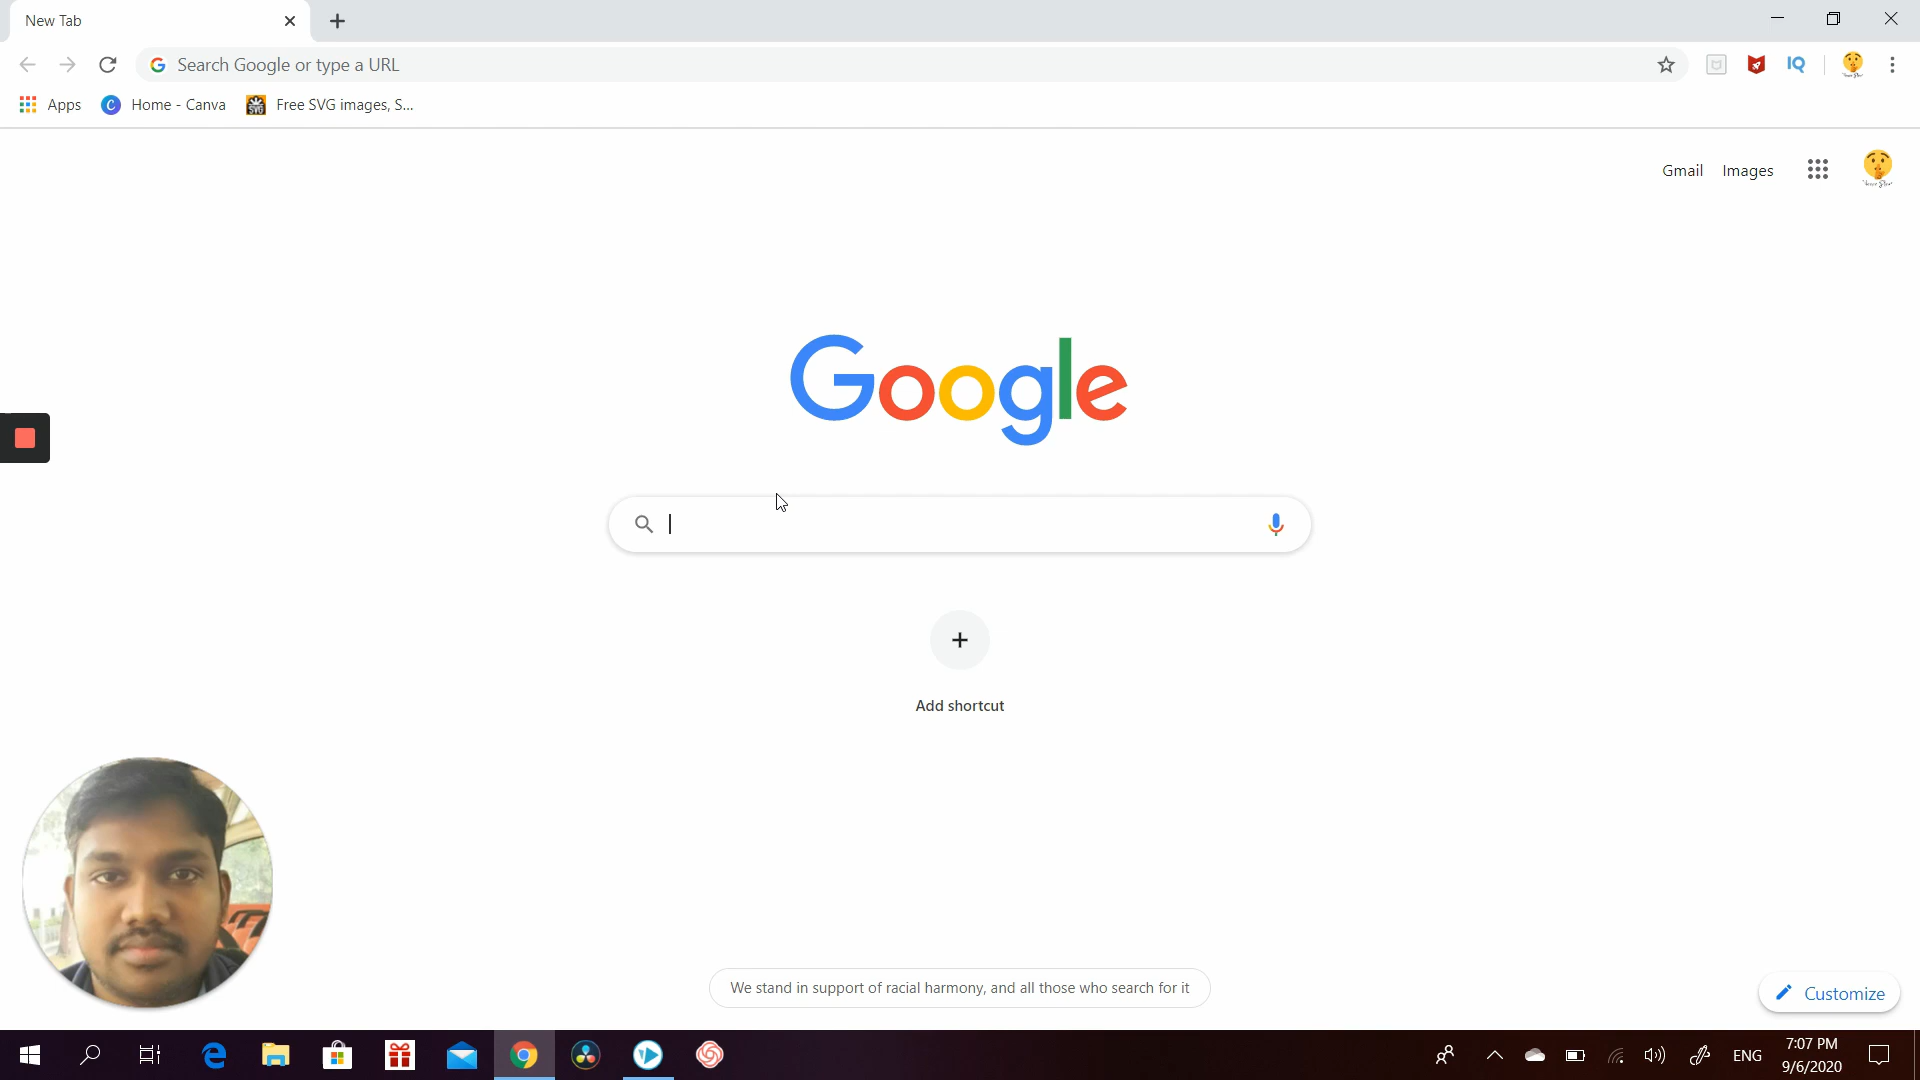 New Tab
Search Google or type a URL
IQ
Apps
Home - Canva
Free SVG images, S...
Gmail
Images
Google
Add shortcut
We stand in support of racial harmony, and all those who search for it
Customize
ENG
7:07 PM
9/6/2020